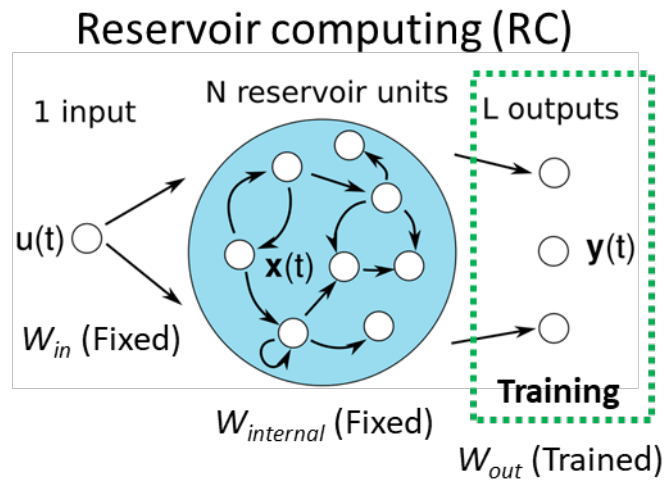 Reservoir computing (RC)
1 input
N reservoir units
L outputs
u(t)
x(t)
y(t)
W_in (Fixed)
Training
W_internal (Fixed)
W_out (Trained)